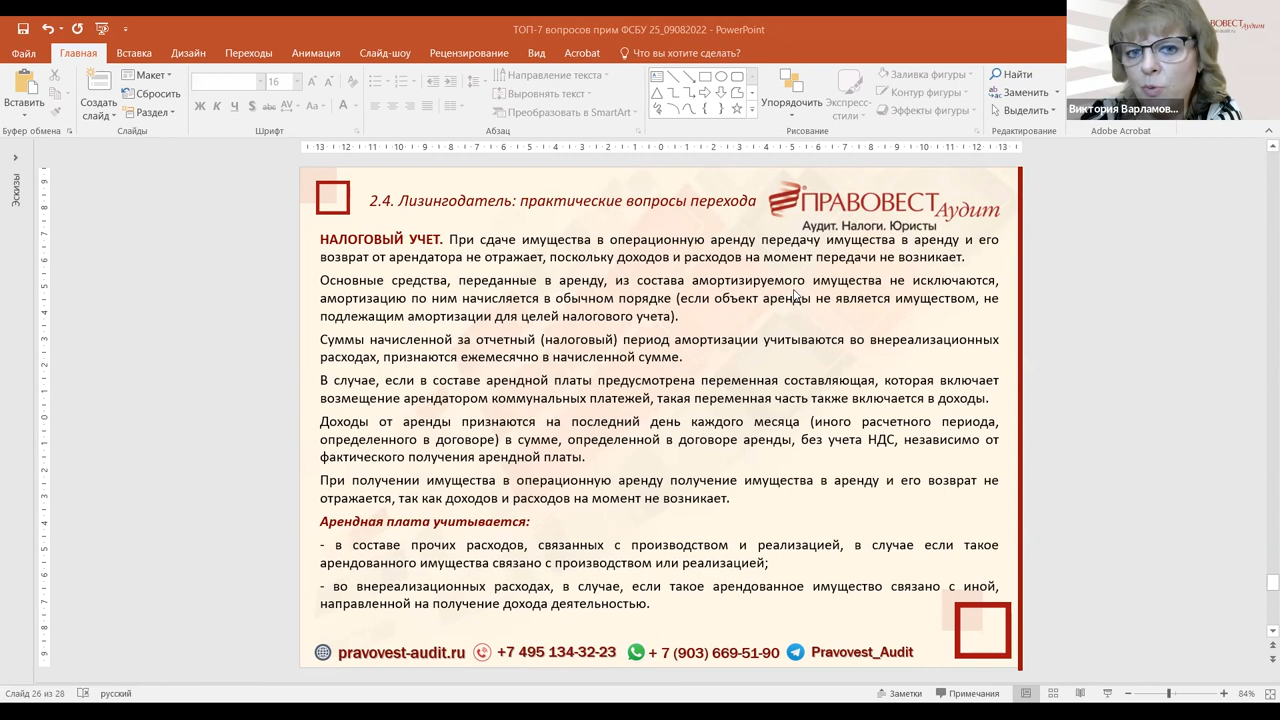 ТОП-7 вопросов прим ФСБУ 25_09082022 - PowerPoint
Файл Главная Вставка Дизайн Переходы Анимация Слайд-шоу Рецензирование Вид Acrobat Что вы хотите сделать?
Вставить
Создать слайд
Макет
Сбросить
Раздел
16
Ж К Ч S abc AV Aa A
Направление текста
Выровнять текст
Преобразовать в SmartArt
Упорядочить
Экспресс-стили
Заливка фигуры
Контур фигуры
Эффекты фигуры
Найти
Заменить
Выделить
Буфер обмена Слайды Шрифт Абзац Рисование Редактирование Adobe Acrobat
Виктория Варламов...
Эскизы
2.4. Лизингодатель: практические вопросы перехода
ПРАВОВЕСТ Аудит
Аудит. Налоги. Юристы
НАЛОГОВЫЙ УЧЕТ. При сдаче имущества в операционную аренду передачу имущества в аренду и его
возврат от арендатора не отражает, поскольку доходов и расходов на момент передачи не возникает.
Основные средства, переданные в аренду, из состава амортизируемого имущества не исключаются,
амортизацию по ним начисляется в обычном порядке (если объект аренды не является имуществом, не
подлежащим амортизации для целей налогового учета).
Суммы начисленной за отчетный (налоговый) период амортизации учитываются во внереализационных
расходах, признаются ежемесячно в начисленной сумме.
В случае, если в составе арендной платы предусмотрена переменная составляющая, которая включает
возмещение арендатором коммунальных платежей, такая переменная часть также включается в доходы.
Доходы от аренды признаются на последний день каждого месяца (иного расчетного периода,
определенного в договоре) в сумме, определенной в договоре аренды, без учета НДС, независимо от
фактического получения арендной платы.
При получении имущества в операционную аренду получение имущества в аренду и его возврат не
отражается, так как доходов и расходов на момент не возникает.
Арендная плата учитывается:
- в составе прочих расходов, связанных с производством и реализацией, в случае если такое
арендованного имущества связано с производством или реализацией;
- во внереализационных расходах, в случае, если такое арендованное имущество связано с иной,
направленной на получение дохода деятельностью.
pravovest-audit.ru +7 495 134-32-23 + 7 (903) 669-51-90 Pravovest_Audit
Слайд 26 из 28 русский Заметки Примечания 84%